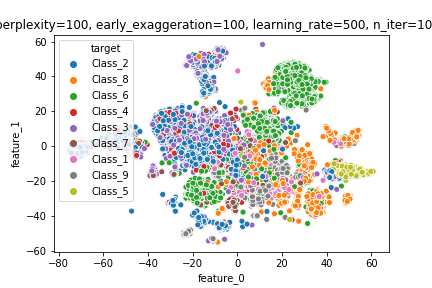 perplexity=100, early_exaggeration=100, learning_rate=500, n_iter=10
60
40
20
0
−20
−40
−60
feature_1
target
Class_2
Class_8
Class_6
Class_4
Class_3
Class_7
Class_1
Class_9
Class_5
−80
−60
−40
−20
0
20
40
60
feature_0